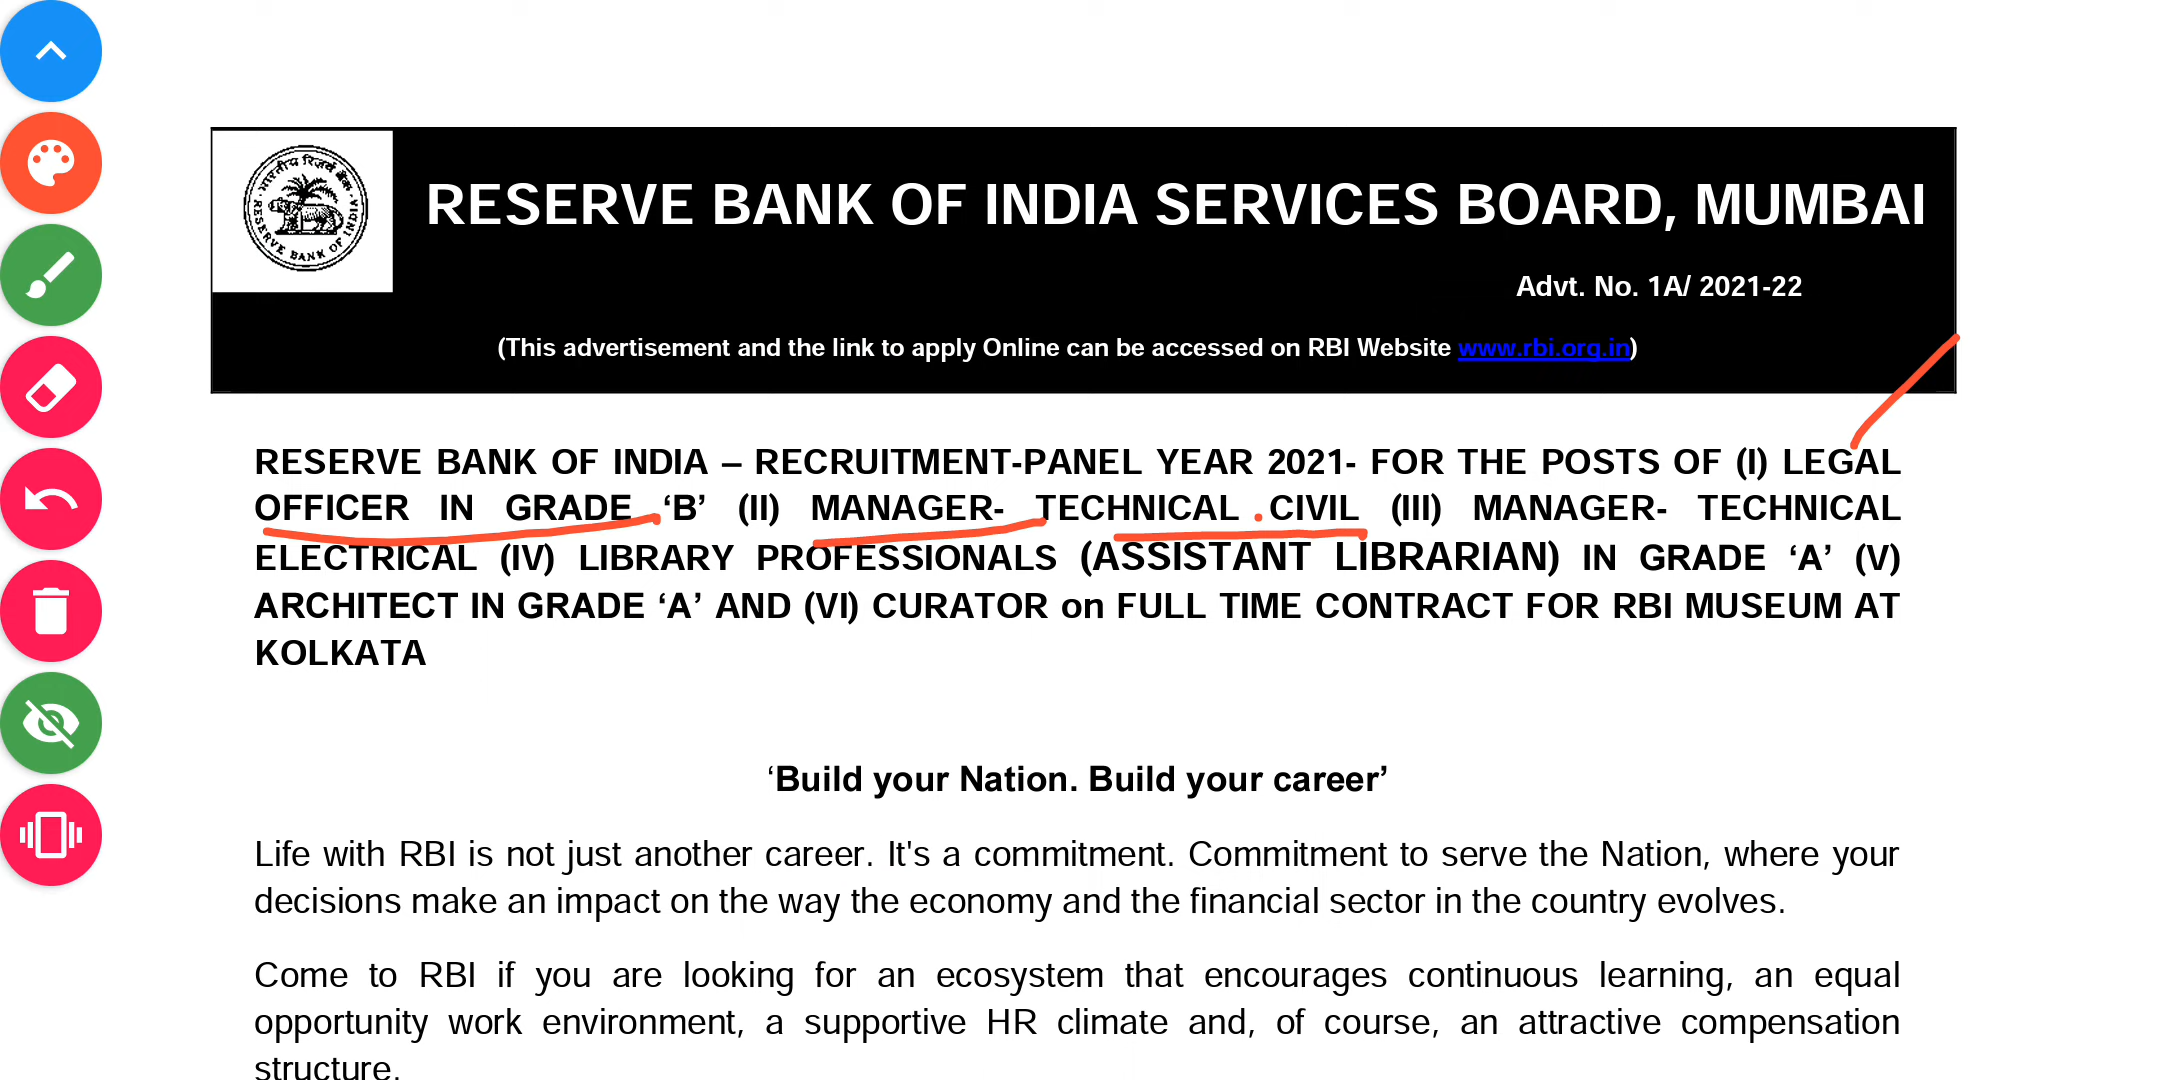 भारतीय रिज़र्व बैंक
RESERVE BANK OF INDIA
RESERVE BANK OF INDIA SERVICES BOARD, MUMBAI
Advt. No. 1A/ 2021-22
(This advertisement and the link to apply Online can be accessed on RBI Website www.rbi.org.in)
RESERVE BANK OF INDIA – RECRUITMENT-PANEL YEAR 2021- FOR THE POSTS OF (I) LEGAL
OFFICER IN GRADE ‘B’ (II) MANAGER- TECHNICAL CIVIL (III) MANAGER- TECHNICAL
ELECTRICAL (IV) LIBRARY PROFESSIONALS (ASSISTANT LIBRARIAN) IN GRADE ‘A’ (V)
ARCHITECT IN GRADE ‘A’ AND (VI) CURATOR on FULL TIME CONTRACT FOR RBI MUSEUM AT
KOLKATA
‘Build your Nation. Build your career’
Life with RBI is not just another career. It's a commitment. Commitment to serve the Nation, where your
decisions make an impact on the way the economy and the financial sector in the country evolves.
Come to RBI if you are looking for an ecosystem that encourages continuous learning, an equal
opportunity work environment, a supportive HR climate and, of course, an attractive compensation
structure.